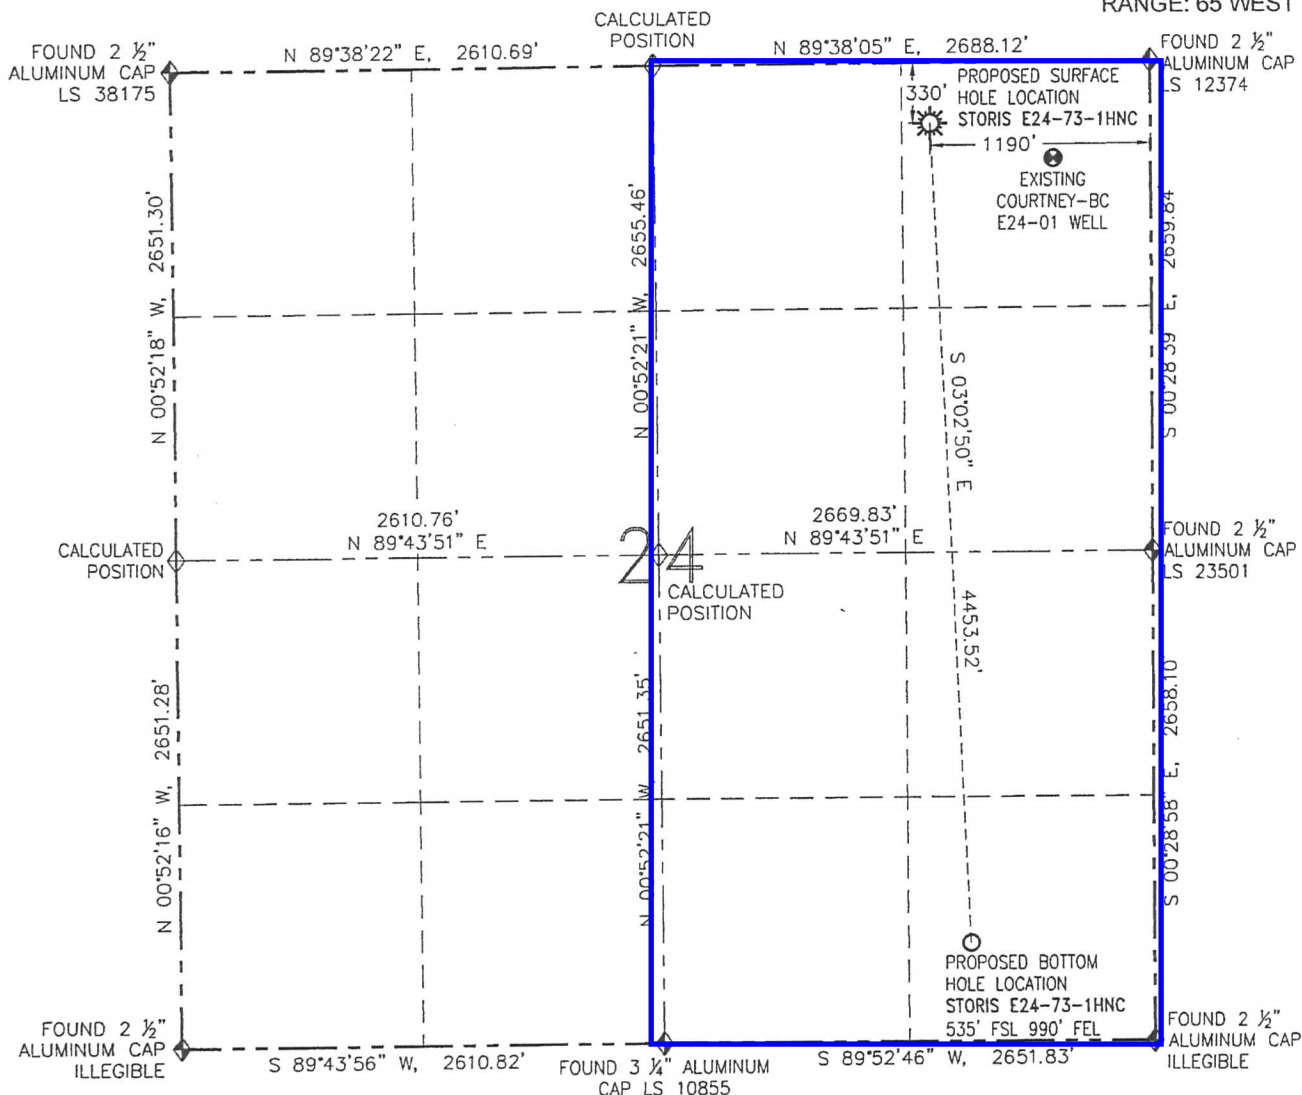 RANGE: 65 WEST
CALCULATED
POSITION
FOUND 2 ½"
ALUMINUM CAP
LS 38175
N 89°38'22" E, 2610.69'
N 89°38'05" E, 2688.12'
FOUND 2 ½"
ALUMINUM CAP
LS 12374
330'
PROPOSED SURFACE
HOLE LOCATION
STORIS E24-73-1HNC
1190'
EXISTING
COURTNEY-BC
E24-01 WELL
N 00°52'18" W, 2651.30'
N 00°52'21" W, 2655.46'
S 00°28'39 E, 2659.84
S 03°02'50" E
4453.52'
2610.76'
N 89°43'51" E
2669.83'
N 89°43'51" E
CALCULATED
POSITION
24
CALCULATED
POSITION
FOUND 2 ½"
ALUMINUM CAP
LS 23501
N 00°52'16" W, 2651.28'
N 00°52'21" W, 2651.35'
S 00°28'58" E, 2658.10'
PROPOSED BOTTOM
HOLE LOCATION
STORIS E24-73-1HNC
535' FSL 990' FEL
FOUND 2 ½"
ALUMINUM CAP
ILLEGIBLE
S 89°43'56" W, 2610.82'
FOUND 3 ¼" ALUMINUM
CAP LS 10855
S 89°52'46" W, 2651.83'
FOUND 2 ½"
ALUMINUM CAP
ILLEGIBLE